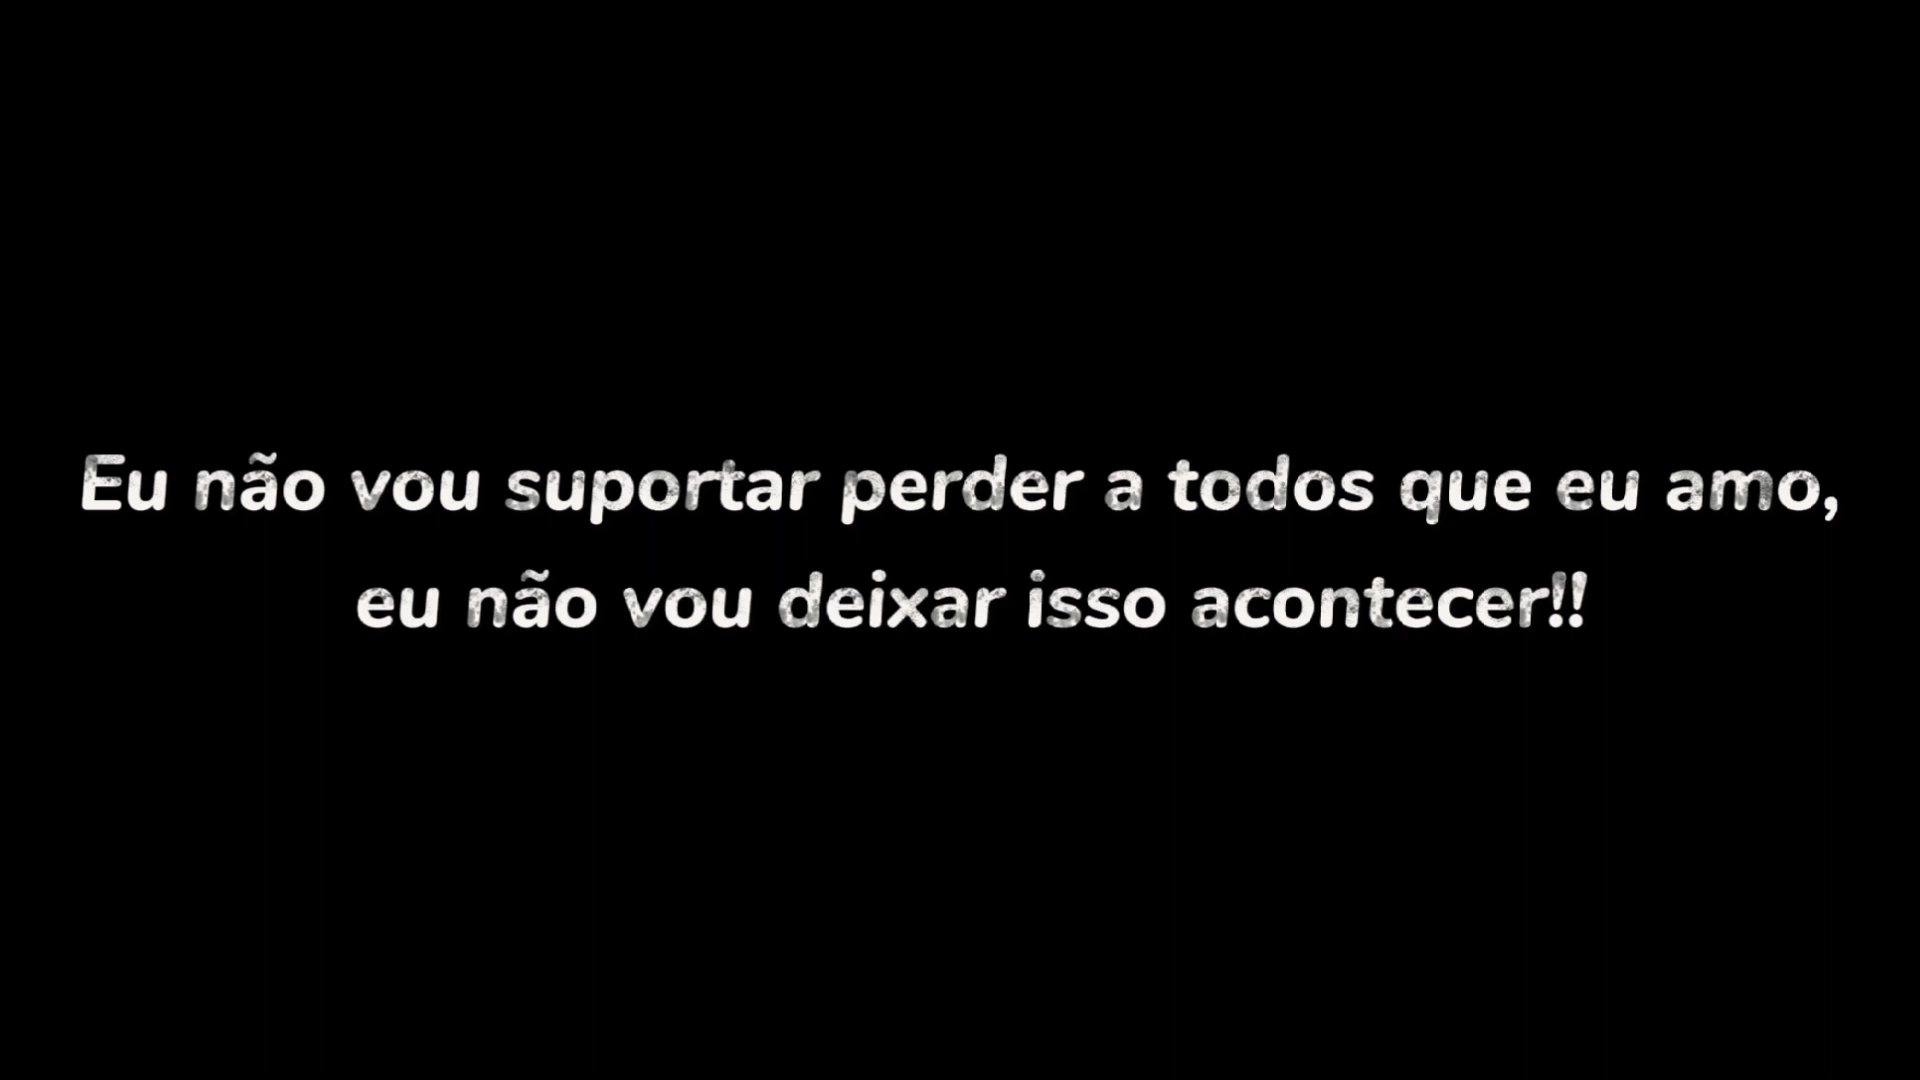 Eu não vou suportar perder a todos que eu amo,
eu não vou deixar isso acontecer!!